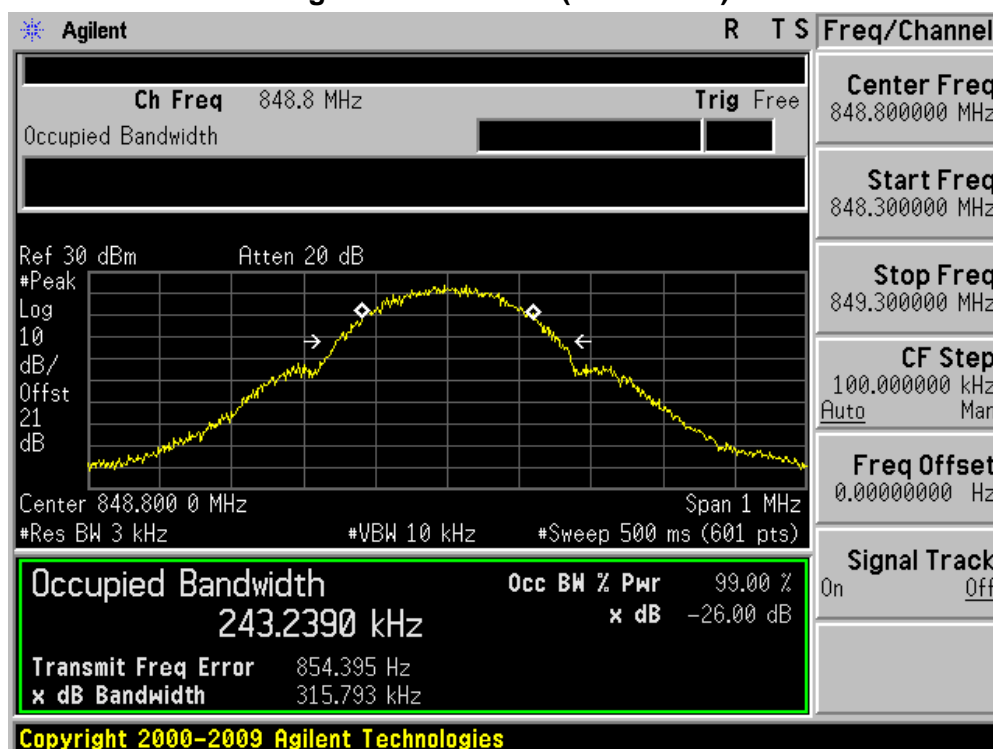 Agilent R T S Freq/Channel
Ch Freq 848.8 MHz Trig Free
Occupied Bandwidth
Center Freq
848.800000 MHz
Start Freq
848.300000 MHz
Stop Freq
849.300000 MHz
CF Step
100.000000 kHz
Auto Man
Freq Offset
0.00000000 Hz
Signal Track
On Off
Ref 30 dBm Atten 20 dB
#Peak
Log
10
dB/
Offst
21
dB
Center 848.800 0 MHz Span 1 MHz
#Res BW 3 kHz #VBW 10 kHz #Sweep 500 ms (601 pts)
Occupied Bandwidth
243.2390 kHz
Occ BW % Pwr 99.00 %
x dB -26.00 dB
Transmit Freq Error 854.395 Hz
x dB Bandwidth 315.793 kHz
Copyright 2000-2009 Agilent Technologies